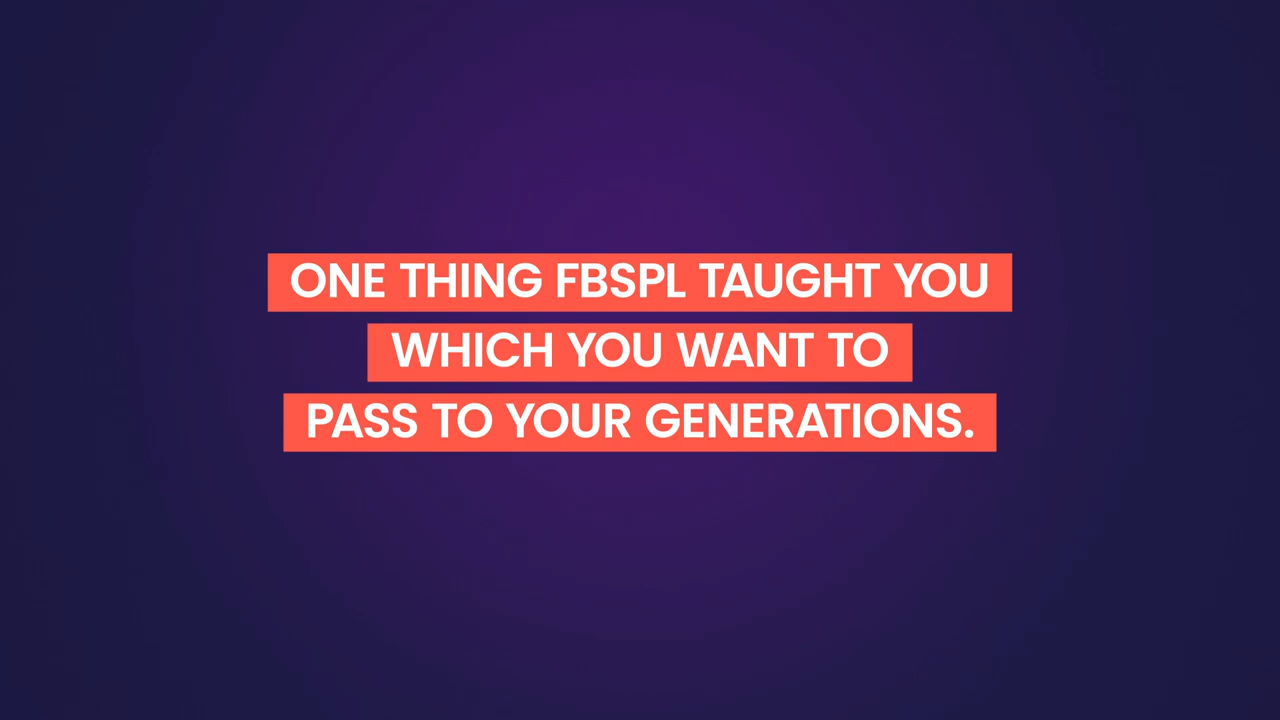 ONE THING FBSPL TAUGHT YOU
WHICH YOU WANT TO
PASS TO YOUR GENERATIONS.